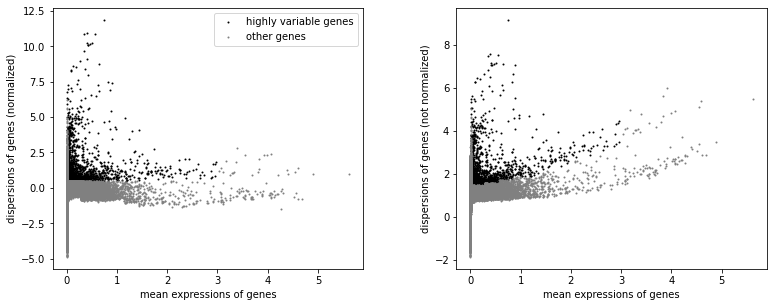 12.5
10.0
7.5
5.0
2.5
0.0
−2.5
−5.0
dispersions of genes (normalized)
highly variable genes
other genes
0 1 2 3 4 5
mean expressions of genes
8
6
4
2
0
−2
dispersions of genes (not normalized)
0 1 2 3 4 5
mean expressions of genes